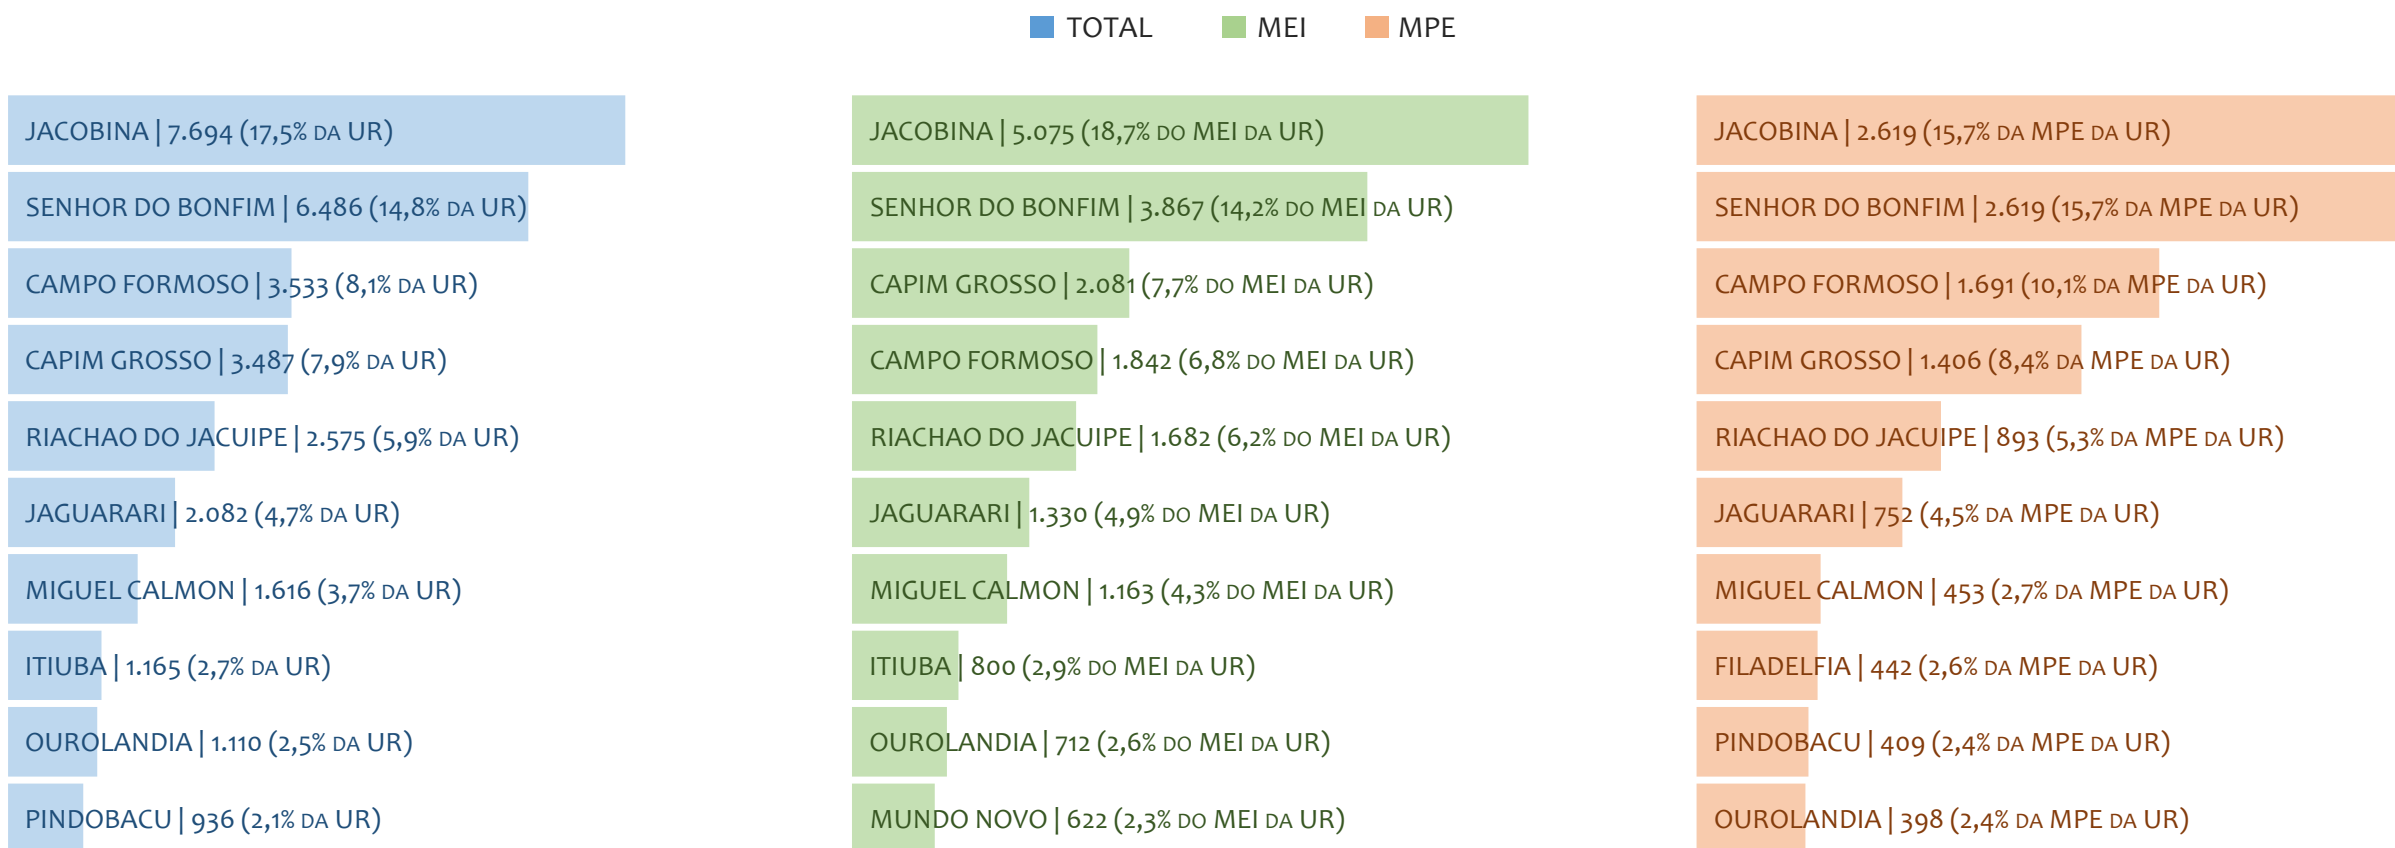 TOTAL MEI MPE
JACOBINA | 7.694 (17,5% DA UR)
SENHOR DO BONFIM | 6.486 (14,8% DA UR)
CAMPO FORMOSO | 3.533 (8,1% DA UR)
CAPIM GROSSO | 3.487 (7,9% DA UR)
RIACHAO DO JACUIPE | 2.575 (5,9% DA UR)
JAGUARARI | 2.082 (4,7% DA UR)
MIGUEL CALMON | 1.616 (3,7% DA UR)
ITIUBA | 1.165 (2,7% DA UR)
OUROLANDIA | 1.110 (2,5% DA UR)
PINDOBACU | 936 (2,1% DA UR)
JACOBINA | 5.075 (18,7% DO MEI DA UR)
SENHOR DO BONFIM | 3.867 (14,2% DO MEI DA UR)
CAPIM GROSSO | 2.081 (7,7% DO MEI DA UR)
CAMPO FORMOSO | 1.842 (6,8% DO MEI DA UR)
RIACHAO DO JACUIPE | 1.682 (6,2% DO MEI DA UR)
JAGUARARI | 1.330 (4,9% DO MEI DA UR)
MIGUEL CALMON | 1.163 (4,3% DO MEI DA UR)
ITIUBA | 800 (2,9% DO MEI DA UR)
OUROLANDIA | 712 (2,6% DO MEI DA UR)
MUNDO NOVO | 622 (2,3% DO MEI DA UR)
JACOBINA | 2.619 (15,7% DA MPE DA UR)
SENHOR DO BONFIM | 2.619 (15,7% DA MPE DA UR)
CAMPO FORMOSO | 1.691 (10,1% DA MPE DA UR)
CAPIM GROSSO | 1.406 (8,4% DA MPE DA UR)
RIACHAO DO JACUIPE | 893 (5,3% DA MPE DA UR)
JAGUARARI | 752 (4,5% DA MPE DA UR)
MIGUEL CALMON | 453 (2,7% DA MPE DA UR)
FILADELFIA | 442 (2,6% DA MPE DA UR)
PINDOBACU | 409 (2,4% DA MPE DA UR)
OUROLANDIA | 398 (2,4% DA MPE DA UR)